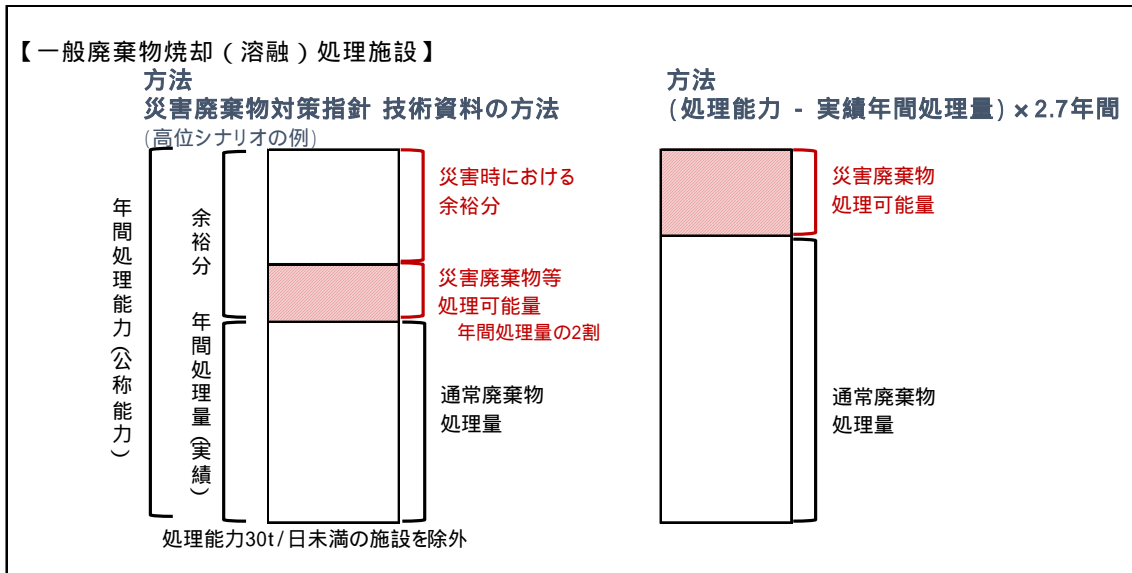 【一般廃棄物焼却（溶融）処理施設】
方法
災害廃棄物対策指針 技術資料の方法
(高位シナリオの例)
年間処理能力（公称能力）
余裕分
年間処理量（実績）
災害時における
余裕分
災害廃棄物等
処理可能量
年間処理量の2割
通常廃棄物
処理量
処理能力30t/日未満の施設を除外
方法
(処理能力 - 実績年間処理量) × 2.7年間
災害廃棄物
処理可能量
通常廃棄物
処理量